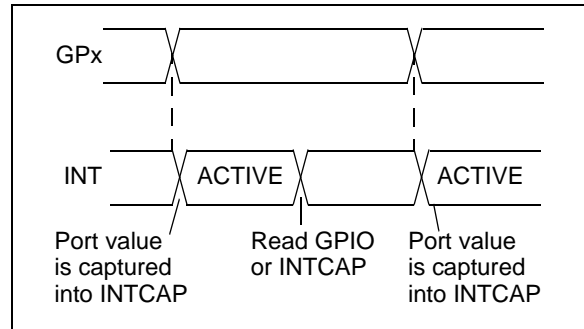 GPx
INT
ACTIVE
ACTIVE
Port value
is captured
into INTCAP
Read GPIO
or INTCAP
Port value
is captured
into INTCAP